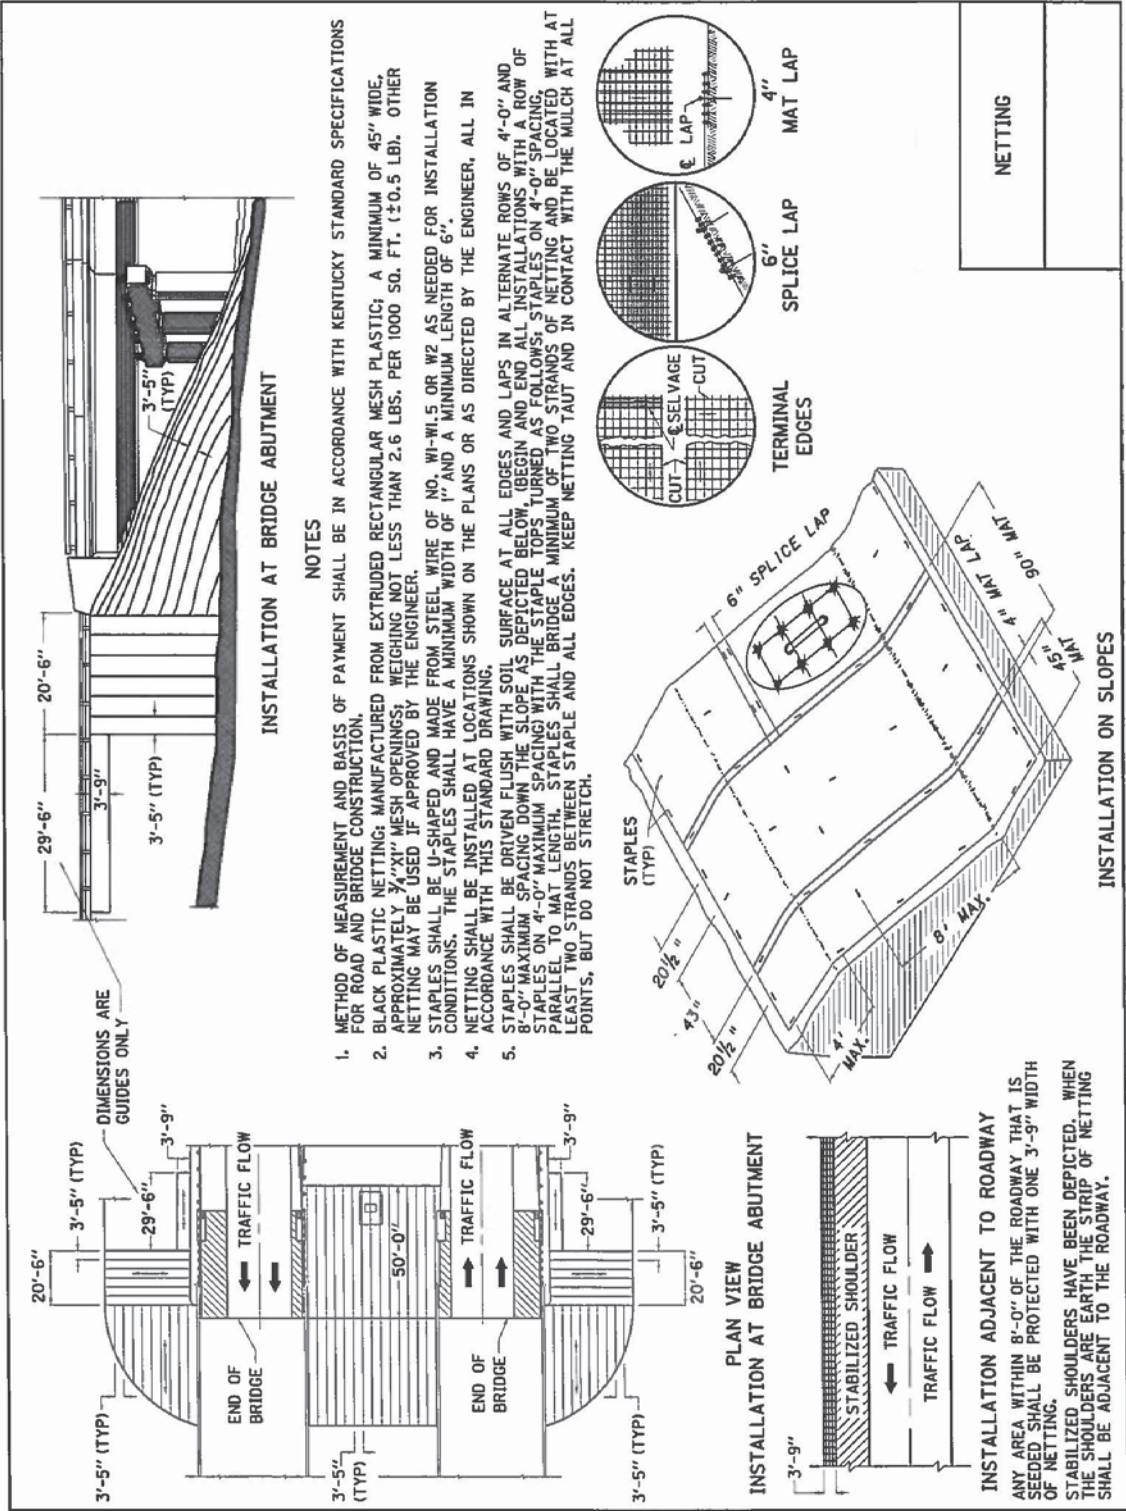 20'-6"
3'-5" (TYP)
29'-6"
3'-9"
DIMENSIONS ARE
GUIDES ONLY
3'-5" (TYP)
END OF
BRIDGE
TRAFFIC FLOW
3'-5"
(TYP)
50'-0"
END OF
BRIDGE
TRAFFIC FLOW
3'-9"
29'-6"
3'-5" (TYP)
20'-6"
3'-5" (TYP)
PLAN VIEW
INSTALLATION AT BRIDGE ABUTMENT
29'-6"
20'-6"
3'-9"
3'-5" (TYP)
3'-5"
(TYP)
INSTALLATION AT BRIDGE ABUTMENT
NOTES
1. METHOD OF MEASUREMENT AND BASIS OF PAYMENT SHALL BE IN ACCORDANCE WITH KENTUCKY STANDARD SPECIFICATIONS
FOR ROAD AND BRIDGE CONSTRUCTION.
2. BLACK PLASTIC NETTING: MANUFACTURED FROM EXTRUDED RECTANGULAR MESH PLASTIC; A MINIMUM OF 45" WIDE,
APPROXIMATELY 3/4"X1" MESH OPENINGS; WEIGHING NOT LESS THAN 2.6 LBS. PER 1000 SQ. FT. (±0.5 LB). OTHER
NETTING MAY BE USED IF APPROVED BY THE ENGINEER.
3. STAPLES SHALL BE U-SHAPED AND MADE FROM STEEL WIRE OF NO. W1-W1.5 OR W2 AS NEEDED FOR INSTALLATION
CONDITIONS. THE STAPLES SHALL HAVE A MINIMUM WIDTH OF 1" AND A MINIMUM LENGTH OF 6".
4. NETTING SHALL BE INSTALLED AT LOCATIONS SHOWN ON THE PLANS OR AS DIRECTED BY THE ENGINEER, ALL IN
ACCORDANCE WITH THIS STANDARD DRAWING.
5. STAPLES SHALL BE DRIVEN FLUSH WITH SOIL SURFACE AT ALL EDGES AND LAPS IN ALTERNATE ROWS OF 4'-0" AND
8'-0" MAXIMUM SPACING DOWN THE SLOPE AS DEPICTED BELOW, (BEGIN AND END ALL INSTALLATIONS WITH A ROW OF
STAPLES ON 4'-0" MAXIMUM SPACING) WITH THE STAPLE TOPS TURNED AS FOLLOWS: STAPLES ON 4'-0" SPACING,
PARALLEL TO MAT LENGTH. STAPLES SHALL BRIDGE A MINIMUM OF TWO STRANDS OF NETTING AND BE LOCATED WITH AT
LEAST TWO STRANDS BETWEEN STAPLE AND ALL EDGES. KEEP NETTING TAUT AND IN CONTACT WITH THE MULCH AT ALL
POINTS, BUT DO NOT STRETCH.
3'-9"
STABILIZED SHOULDER
TRAFFIC FLOW
TRAFFIC FLOW
INSTALLATION ADJACENT TO ROADWAY
ANY AREA WITHIN 8'-0" OF THE ROADWAY THAT IS
SEEDED SHALL BE PROTECTED WITH ONE 3'-9" WIDTH
OF NETTING.
STABILIZED SHOULDERS HAVE BEEN DEPICTED. WHEN
THE SHOULDERS ARE EARTH THE STRIP OF NETTING
SHALL BE ADJACENT TO THE ROADWAY.
STAPLES
(TYP)
20½"
43"
20½"
4'
MAX.
8' MAX.
6" SPLICE LAP
45"
MAT
4" MAT LAP
90" MAT
INSTALLATION ON SLOPES
CUT
℄ SELVAGE
CUT
TERMINAL
EDGES
6"
SPLICE LAP
℄ LAP
4"
MAT LAP
NETTING